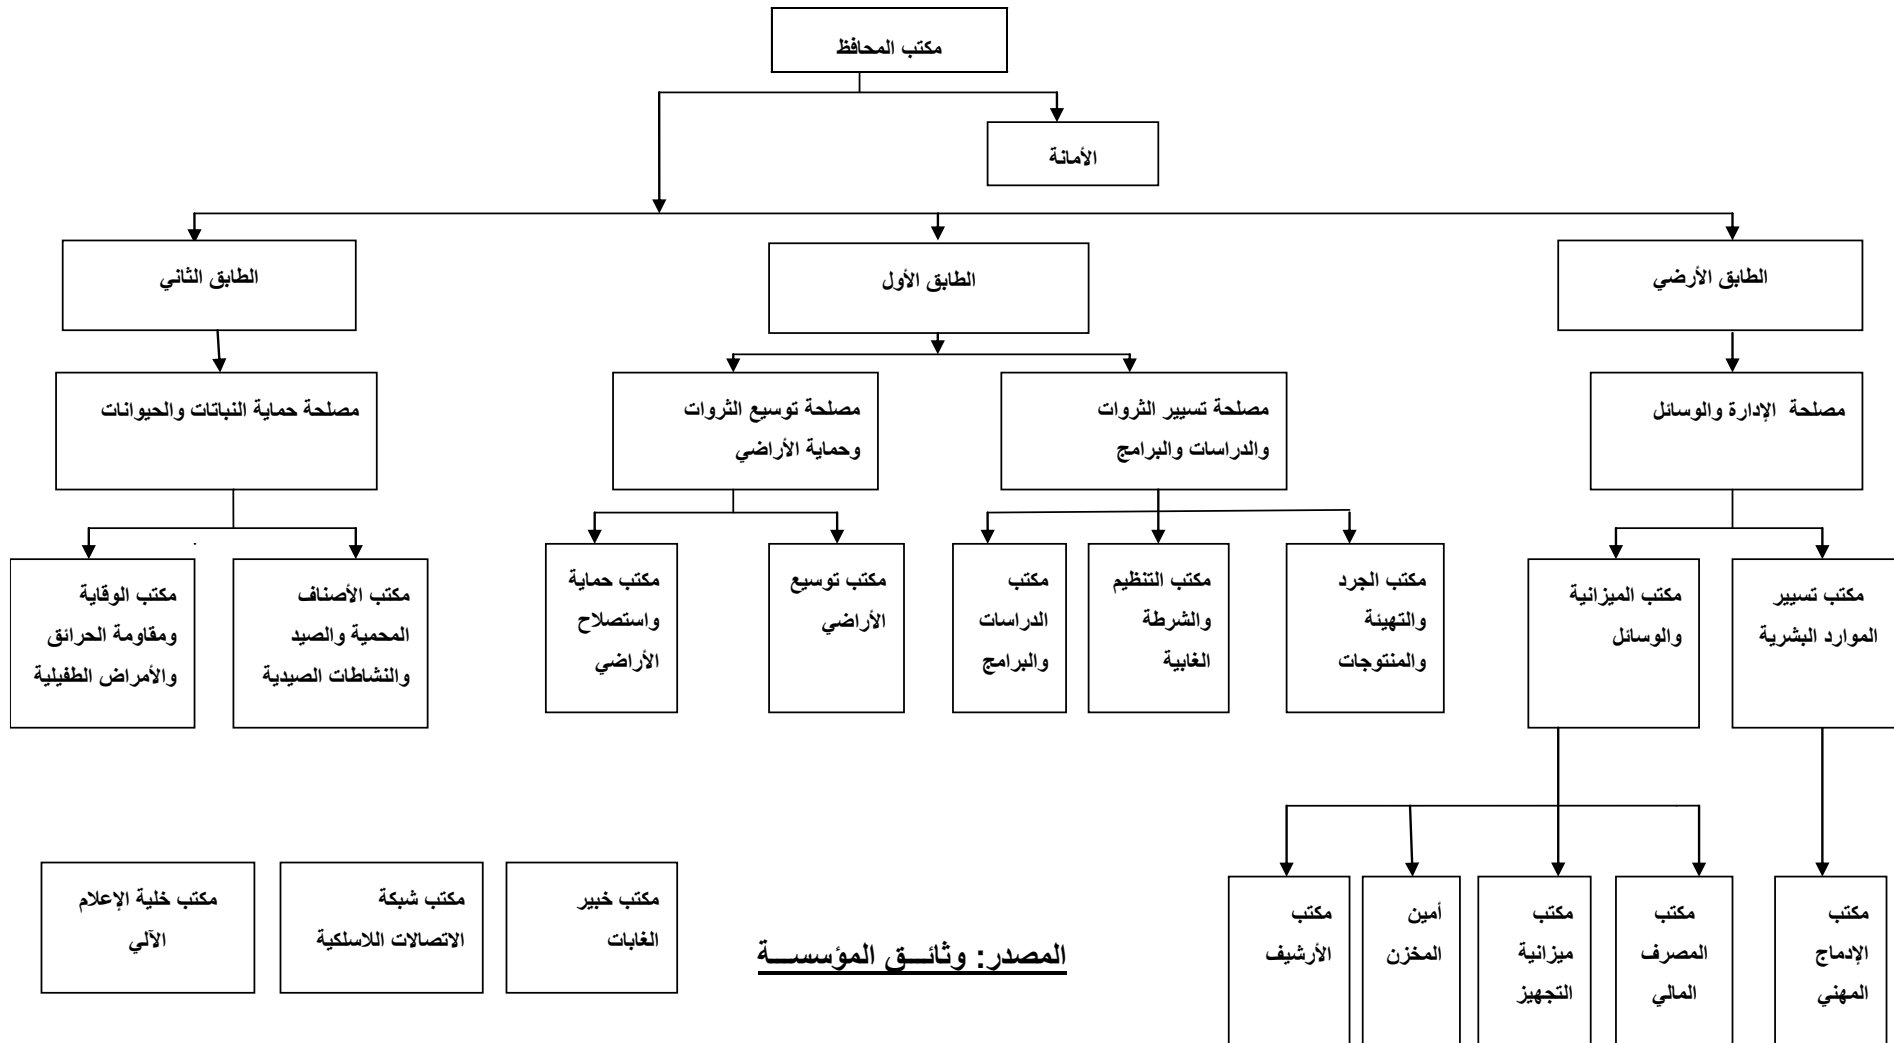 مكتب المحافظ
الأمانة
الطابق الأرضي
الطابق الأول
الطابق الثاني
مصلحة الإدارة والوسائل
مصلحة تسيير الثروات
والدراسات والبرامج
مصلحة توسيع الثروات
وحماية الأراضي
مصلحة حماية النباتات والحيوانات
مكتب تسيير
الموارد البشرية
مكتب الميزانية
والوسائل
مكتب الجرد
والتهيئة
والمنتوجات
مكتب التنظيم
والشرطة
الغابية
مكتب
الدراسات
والبرامج
مكتب توسيع
الأراضي
مكتب حماية
واستصلاح
الأراضي
مكتب الأصناف
المحمية والصيد
والنشاطات الصيدية
مكتب الوقاية
ومقاومة الحرائق
والأمراض الطفيلية
مكتب
الإدماج
المهني
مكتب
المصرف
المالي
مكتب
ميزانية
التجهيز
أمين
المخزن
مكتب
الأرشيف
مكتب خبير
الغابات
مكتب شبكة
الاتصالات اللاسلكية
مكتب خلية الإعلام
الآلي
المصدر: وثائــق المؤسســة